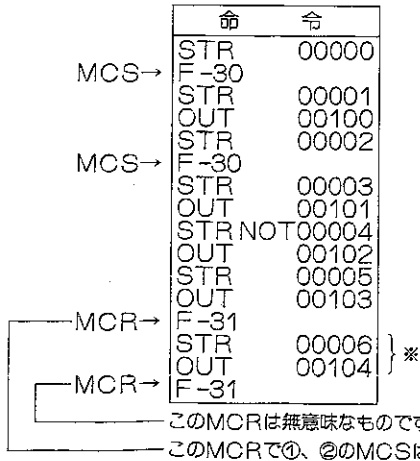 命 令
STR 00000
MCS→ F-30
STR 00001
OUT 00100
STR 00002
MCS→ F-30
STR 00003
OUT 00101
STR NOT 00004
OUT 00102
STR 00005
OUT 00103
MCR→ F-31
STR 00006
OUT 00104 ※
MCR→ F-31
このMCRは無意味なものです
このMCRで①、②のMCSは